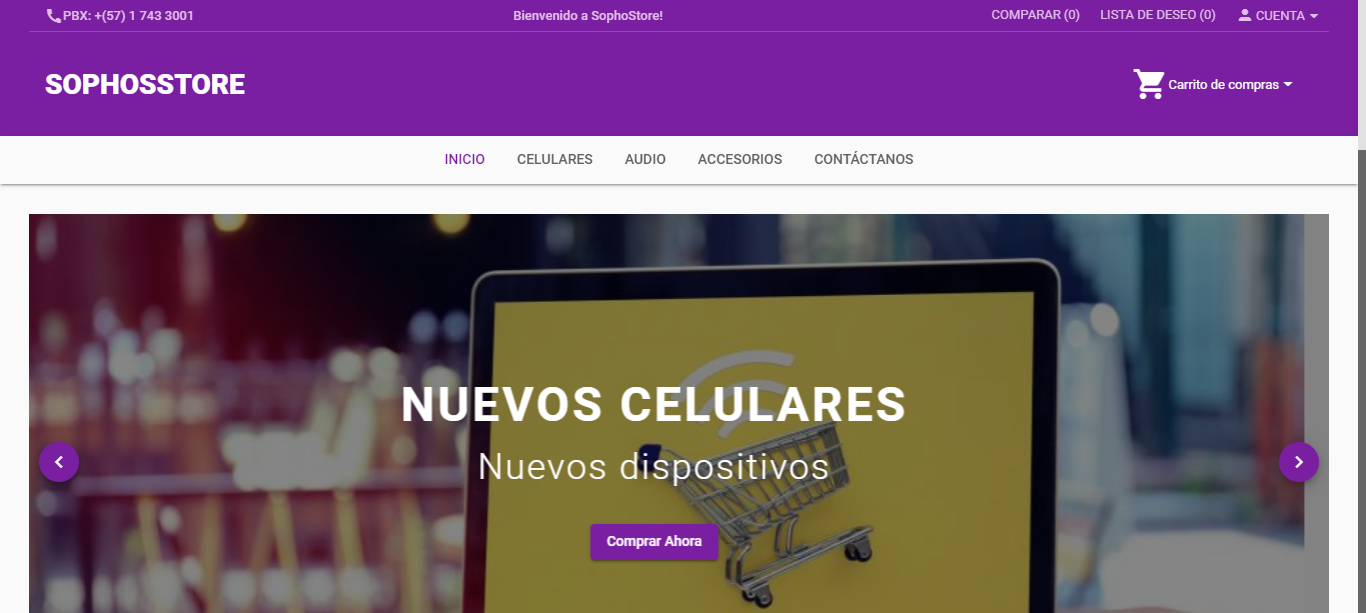 PBX: +(57) 1 743 3001
Bienvenido a SophoStore!
COMPARAR (0)
LISTA DE DESEO (0)
CUENTA
SOPHOSSTORE
Carrito de compras
INICIO
CELULARES
AUDIO
ACCESORIOS
CONTÁCTANOS
NUEVOS CELULARES
Nuevos dispositivos
Comprar Ahora